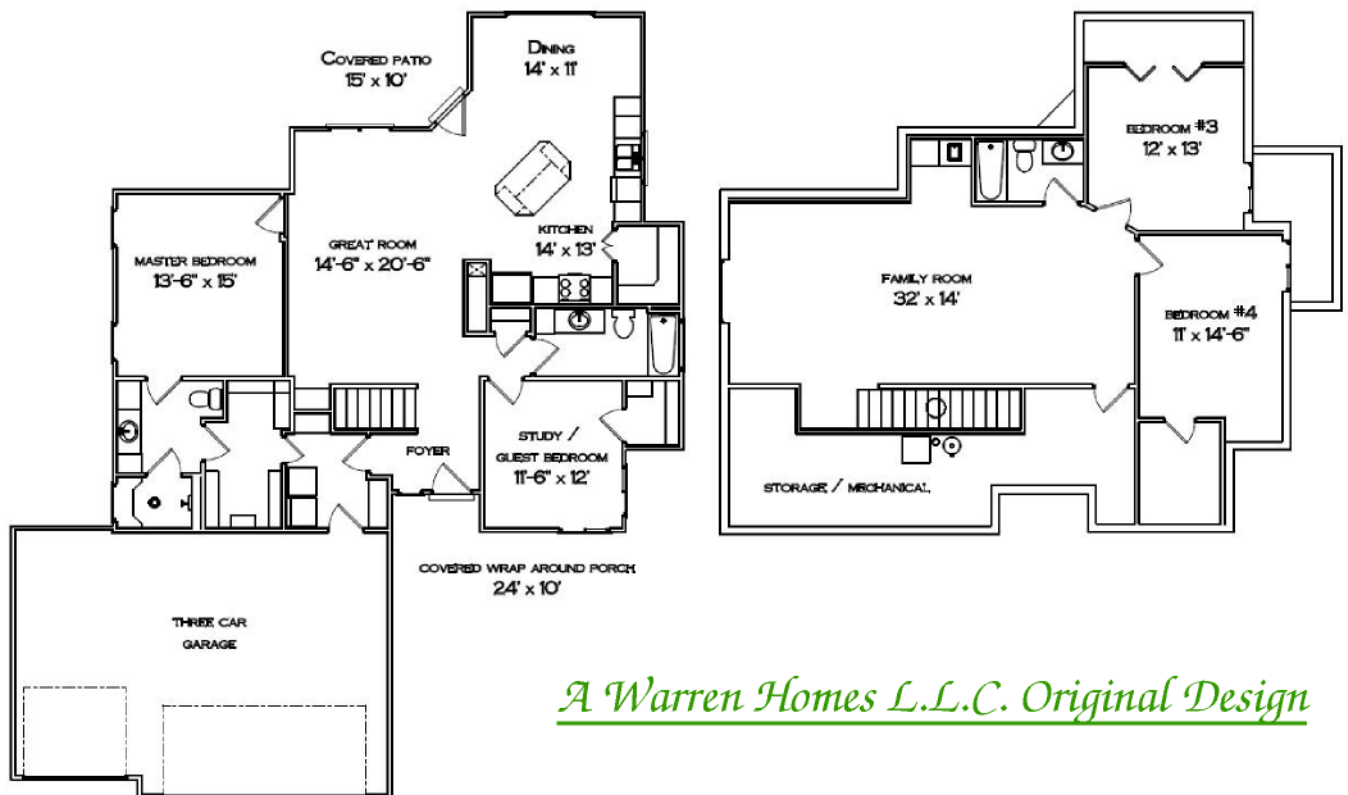 COVERED PATIO
15' x 10'
DINING
14' x 11'
KITCHEN
14' x 13'
GREAT ROOM
14'-6" x 20'-6"
MASTER BEDROOM
13'-6" x 15'
FOYER
STUDY /
GUEST BEDROOM
11'-6" x 12'
COVERED WRAP AROUND PORCH
24' x 10'
THREE CAR
GARAGE
BEDROOM #3
12' x 13'
FAMILY ROOM
32' x 14'
BEDROOM #4
11' x 14'-6"
STORAGE / MECHANICAL
A Warren Homes L.L.C. Original Design